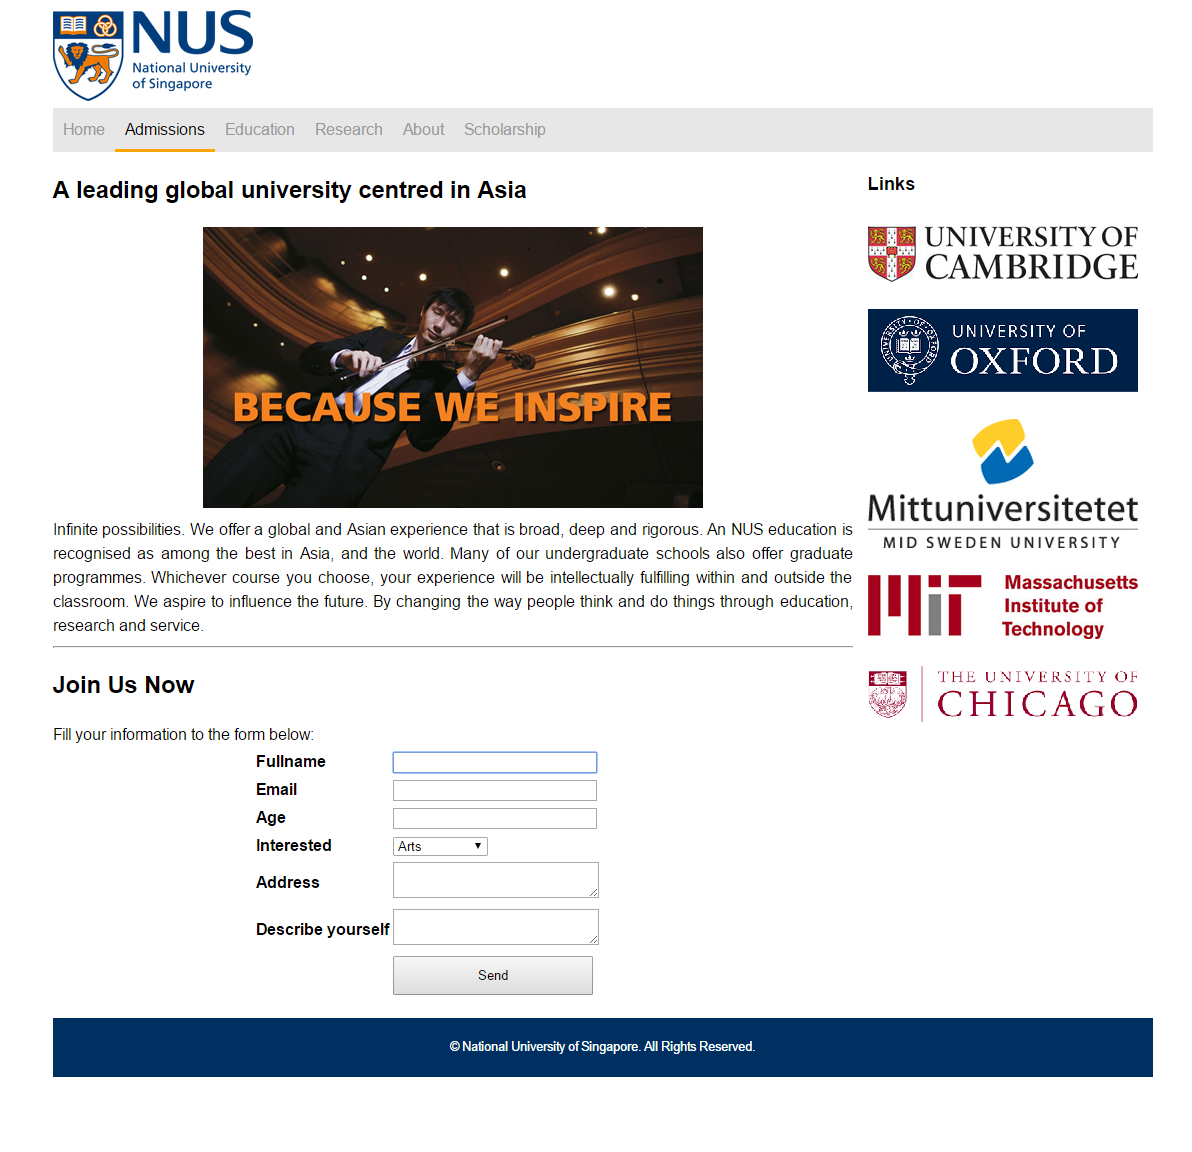 NUS
National University
of Singapore
Home Admissions Education Research About Scholarship
A leading global university centred in Asia
BECAUSE WE INSPIRE
Infinite possibilities. We offer a global and Asian experience that is broad, deep and rigorous. An NUS education is
recognised as among the best in Asia, and the world. Many of our undergraduate schools also offer graduate
programmes. Whichever course you choose, your experience will be intellectually fulfilling within and outside the
classroom. We aspire to influence the future. By changing the way people think and do things through education,
research and service.
Join Us Now
Fill your information to the form below:
Fullname
Email
Age
Interested Arts
Address
Describe yourself
Send
Links
UNIVERSITY OF
CAMBRIDGE
UNIVERSITY OF
OXFORD
Mittuniversitetet
MID SWEDEN UNIVERSITY
Massachusetts
Institute of
Technology
THE UNIVERSITY OF
CHICAGO
© National University of Singapore. All Rights Reserved.